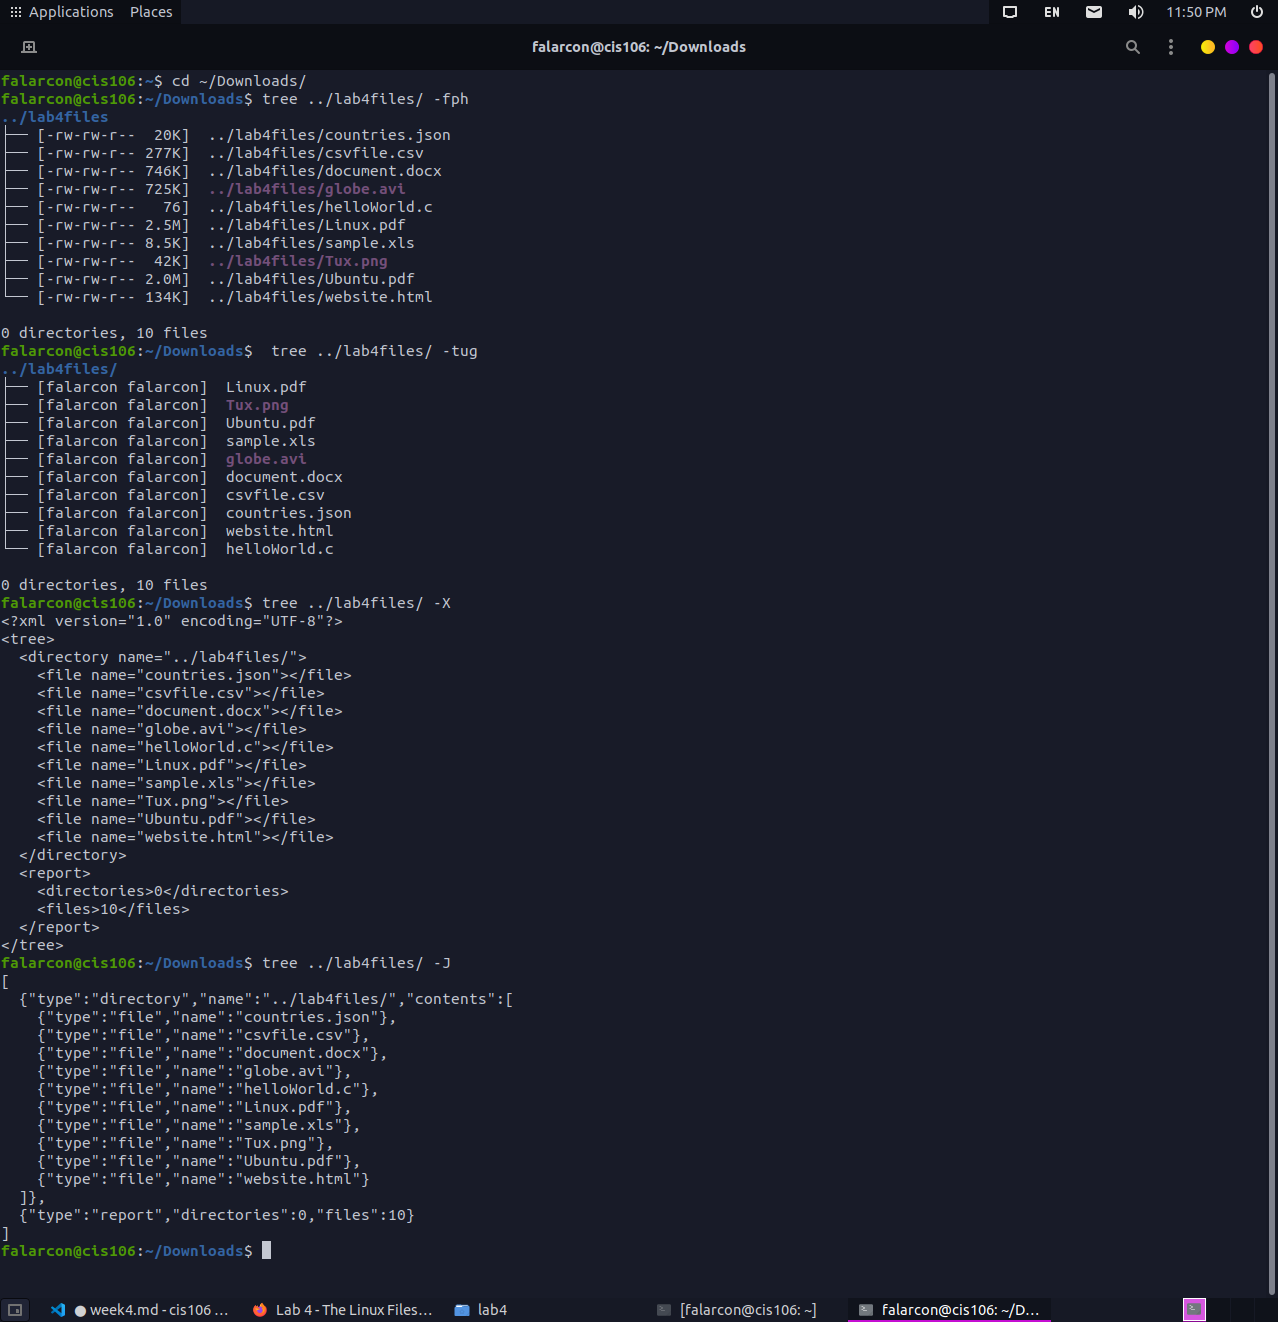 Applications Places EN 11:50 PM
falarcon@cis106: ~/Downloads
falarcon@cis106:~$ cd ~/Downloads/
falarcon@cis106:~/Downloads$ tree ../lab4files/ -fph
../lab4files
├── [-rw-rw-r--  20K]  ../lab4files/countries.json
├── [-rw-rw-r-- 277K]  ../lab4files/csvfile.csv
├── [-rw-rw-r-- 746K]  ../lab4files/document.docx
├── [-rw-rw-r-- 725K]  ../lab4files/globe.avi
├── [-rw-rw-r--   76]  ../lab4files/helloWorld.c
├── [-rw-rw-r-- 2.5M]  ../lab4files/Linux.pdf
├── [-rw-rw-r-- 8.5K]  ../lab4files/sample.xls
├── [-rw-rw-r--  42K]  ../lab4files/Tux.png
├── [-rw-rw-r-- 2.0M]  ../lab4files/Ubuntu.pdf
└── [-rw-rw-r-- 134K]  ../lab4files/website.html
0 directories, 10 files
falarcon@cis106:~/Downloads$  tree ../lab4files/ -tug
../lab4files/
├── [falarcon falarcon]  Linux.pdf
├── [falarcon falarcon]  Tux.png
├── [falarcon falarcon]  Ubuntu.pdf
├── [falarcon falarcon]  sample.xls
├── [falarcon falarcon]  globe.avi
├── [falarcon falarcon]  document.docx
├── [falarcon falarcon]  csvfile.csv
├── [falarcon falarcon]  countries.json
├── [falarcon falarcon]  website.html
└── [falarcon falarcon]  helloWorld.c
0 directories, 10 files
falarcon@cis106:~/Downloads$ tree ../lab4files/ -X
<?xml version="1.0" encoding="UTF-8"?>
<tree>
  <directory name="../lab4files/">
    <file name="countries.json"></file>
    <file name="csvfile.csv"></file>
    <file name="document.docx"></file>
    <file name="globe.avi"></file>
    <file name="helloWorld.c"></file>
    <file name="Linux.pdf"></file>
    <file name="sample.xls"></file>
    <file name="Tux.png"></file>
    <file name="Ubuntu.pdf"></file>
    <file name="website.html"></file>
  </directory>
  <report>
    <directories>0</directories>
    <files>10</files>
  </report>
</tree>
falarcon@cis106:~/Downloads$ tree ../lab4files/ -J
[
  {"type":"directory","name":"../lab4files/","contents":[
    {"type":"file","name":"countries.json"},
    {"type":"file","name":"csvfile.csv"},
    {"type":"file","name":"document.docx"},
    {"type":"file","name":"globe.avi"},
    {"type":"file","name":"helloWorld.c"},
    {"type":"file","name":"Linux.pdf"},
    {"type":"file","name":"sample.xls"},
    {"type":"file","name":"Tux.png"},
    {"type":"file","name":"Ubuntu.pdf"},
    {"type":"file","name":"website.html"}
  ]},
  {"type":"report","directories":0,"files":10}
]
falarcon@cis106:~/Downloads$
● week4.md - cis106 … Lab 4 - The Linux Files… lab4 [falarcon@cis106: ~] falarcon@cis106: ~/D…